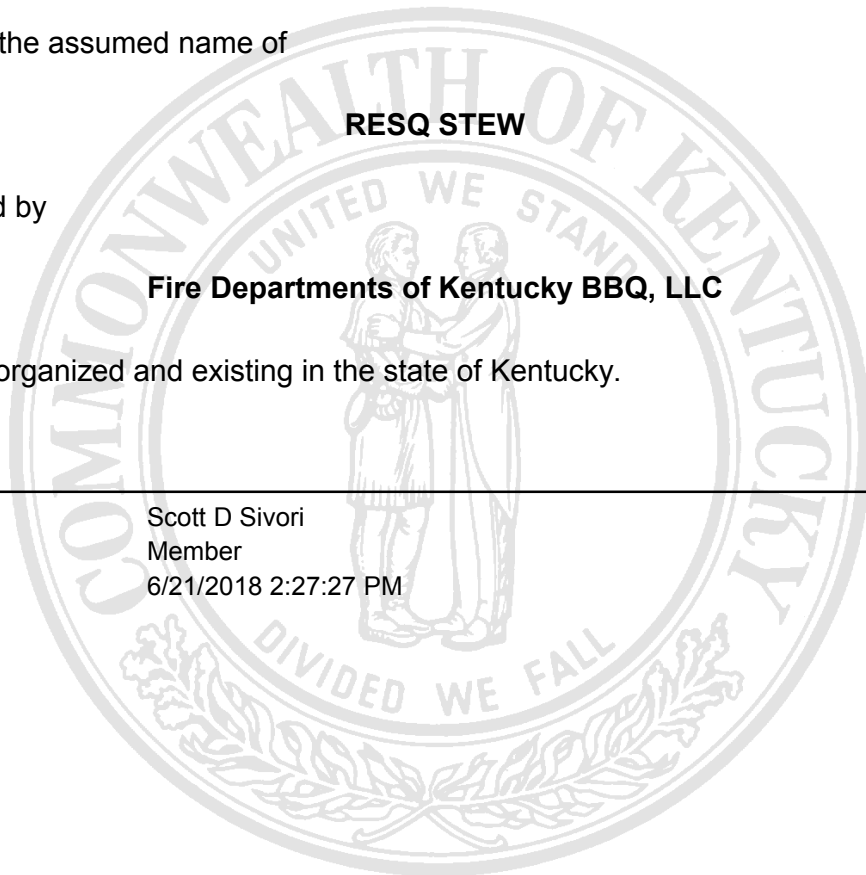 the assumed name of
RESQ STEW
d by
Fire Departments of Kentucky BBQ, LLC
organized and existing in the state of Kentucky.
Scott D Sivori
Member
6/21/2018 2:27:27 PM
COMMONWEALTH OF KENTUCKY
UNITED WE STAND
DIVIDED WE FALL